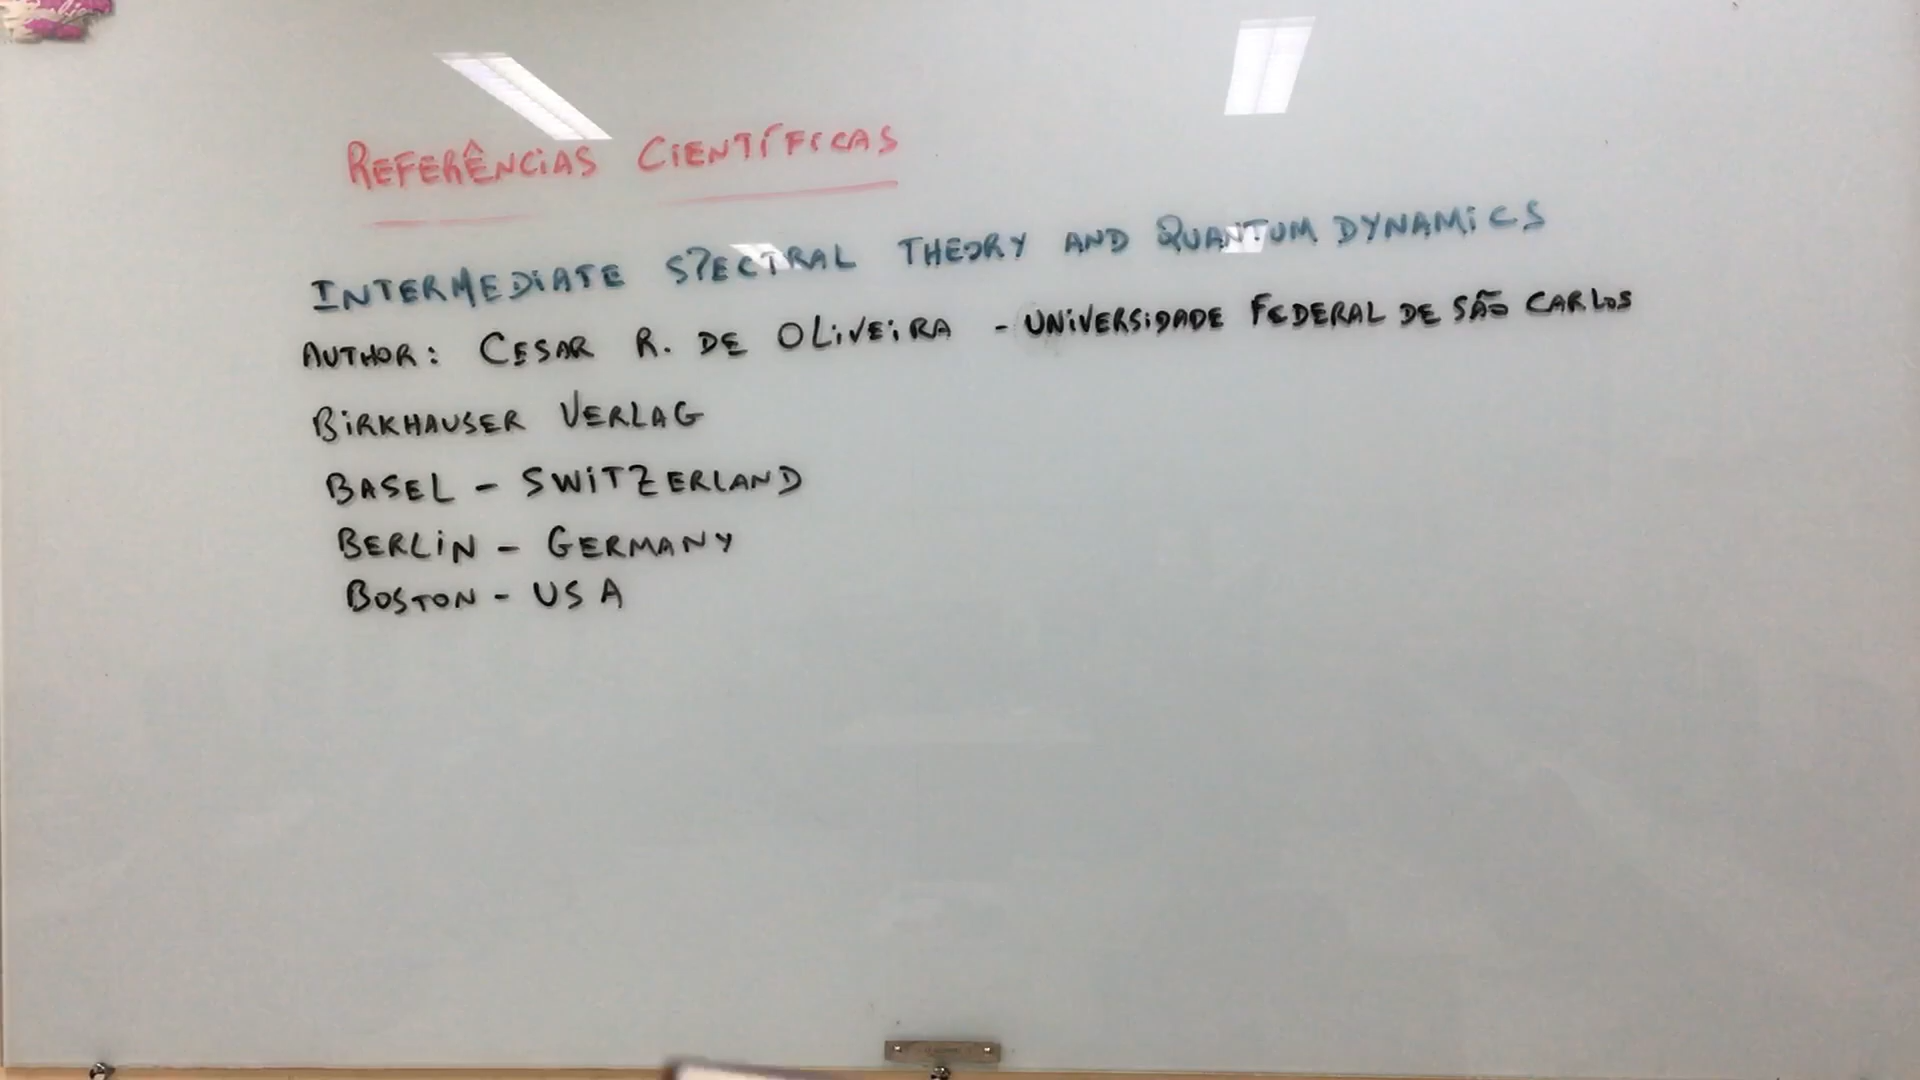 REFERÊNCIAS CIENTÍFICAS
INTERMEDIATE SPECTRAL THEORY AND QUANTUM DYNAMICS
AUTHOR: CESAR R. DE OLIVEIRA - UNIVERSIDADE FEDERAL DE SÃO CARLOS
BIRKHAUSER VERLAG
BASEL - SWITZERLAND
BERLIN - GERMANY
BOSTON - USA